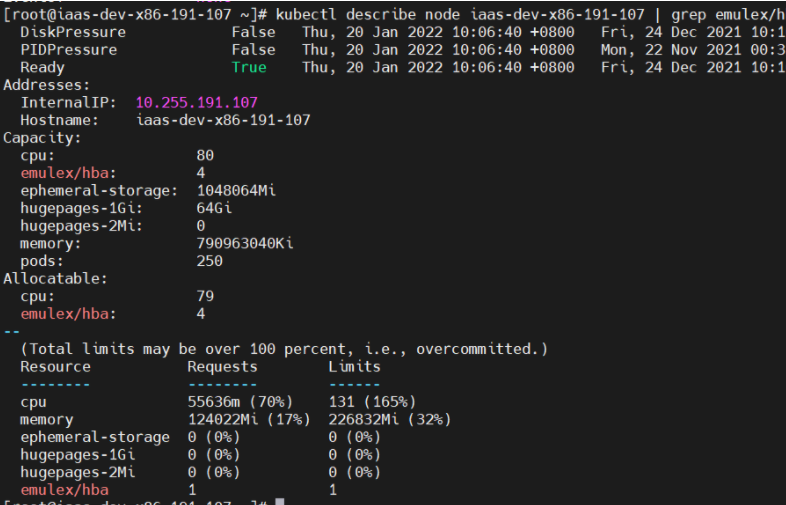 [root@iaas-dev-x86-191-107 ~]# kubectl describe node iaas-dev-x86-191-107 | grep emulex/h
DiskPressure False Thu, 20 Jan 2022 10:06:40 +0800 Fri, 24 Dec 2021 10:1
PIDPressure False Thu, 20 Jan 2022 10:06:40 +0800 Mon, 22 Nov 2021 00:3
Ready True Thu, 20 Jan 2022 10:06:40 +0800 Fri, 24 Dec 2021 10:1
Addresses:
InternalIP: 10.255.191.107
Hostname: iaas-dev-x86-191-107
Capacity:
cpu: 80
emulex/hba: 4
ephemeral-storage: 1048064Mi
hugepages-1Gi: 64Gi
hugepages-2Mi: 0
memory: 790963040Ki
pods: 250
Allocatable:
cpu: 79
emulex/hba: 4
--
(Total limits may be over 100 percent, i.e., overcommitted.)
Resource Requests Limits
-------- -------- ------
cpu 55636m (70%) 131 (165%)
memory 124022Mi (17%) 226832Mi (32%)
ephemeral-storage 0 (0%) 0 (0%)
hugepages-1Gi 0 (0%) 0 (0%)
hugepages-2Mi 0 (0%) 0 (0%)
emulex/hba 1 1